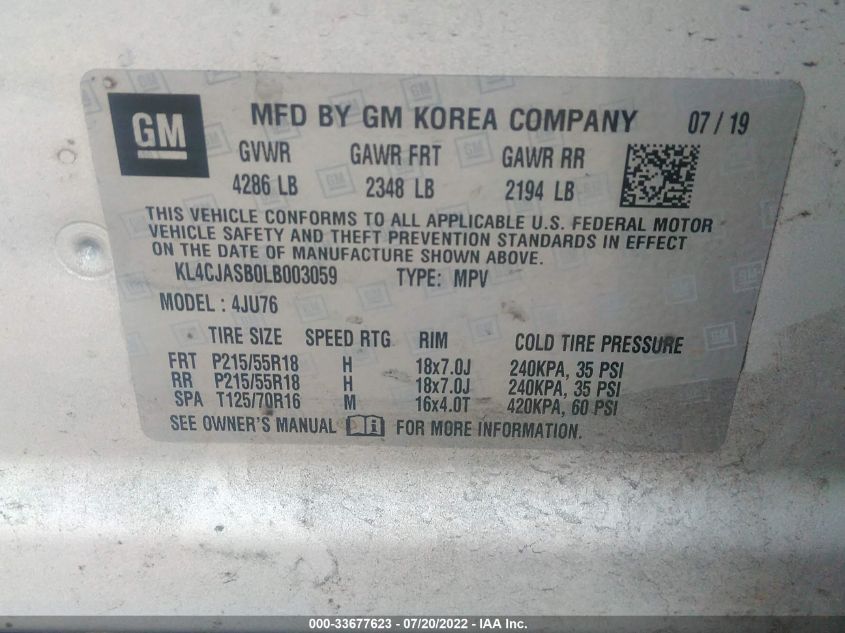 GM MFD BY GM KOREA COMPANY 07 / 19
GVWR GAWR FRT GAWR RR
4286 LB 2348 LB 2194 LB
THIS VEHICLE CONFORMS TO ALL APPLICABLE U.S. FEDERAL MOTOR
VEHICLE SAFETY AND THEFT PREVENTION STANDARDS IN EFFECT
ON THE DATE OF MANUFACTURE SHOWN ABOVE.
KL4CJASB0LB003059 TYPE: MPV
MODEL : 4JU76
TIRE SIZE SPEED RTG RIM COLD TIRE PRESSURE
FRT P215/55R18 H 18x7.0J 240KPA, 35 PSI
RR P215/55R18 H 18x7.0J 240KPA, 35 PSI
SPA T125/70R16 M 16x4.0T 420KPA, 60 PSI
SEE OWNER'S MANUAL i FOR MORE INFORMATION.
000-33677623 - 07/20/2022 - IAA Inc.